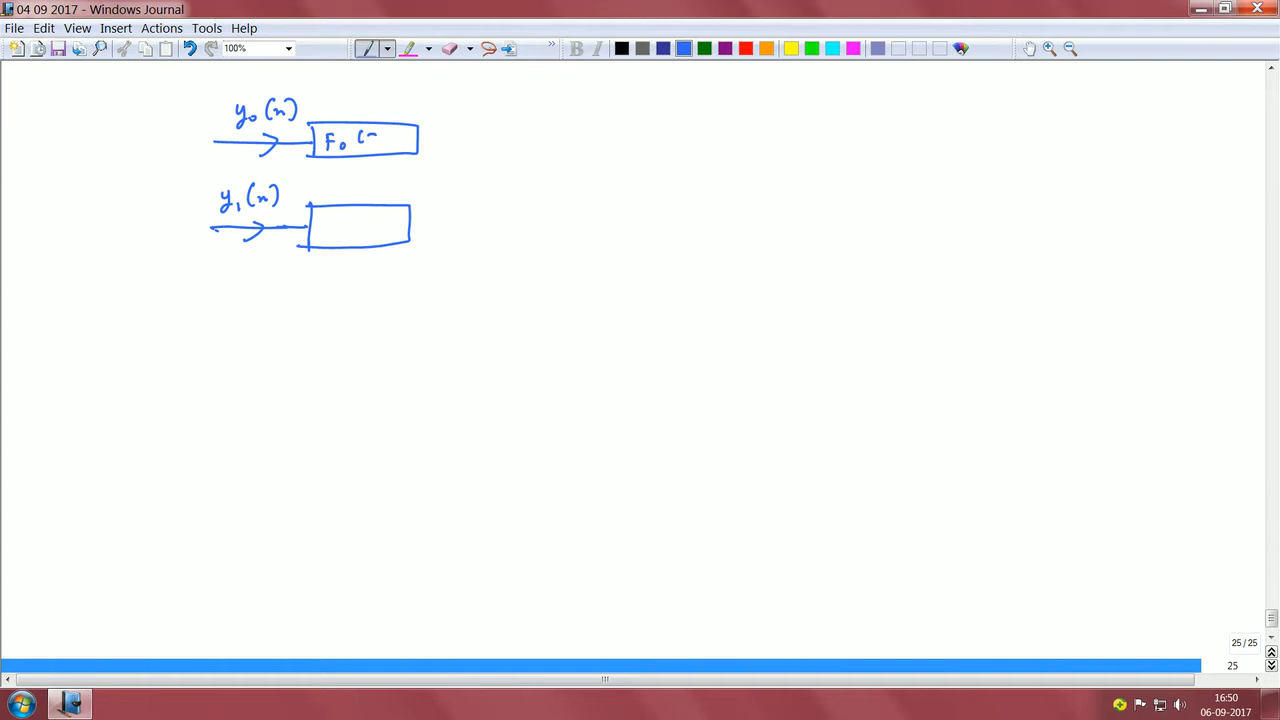 04 09 2017 - Windows Journal
File Edit View Insert Actions Tools Help
100%
y₀(n)
F₀(
y₁(n)
25 / 25
25
16:50
06-09-2017